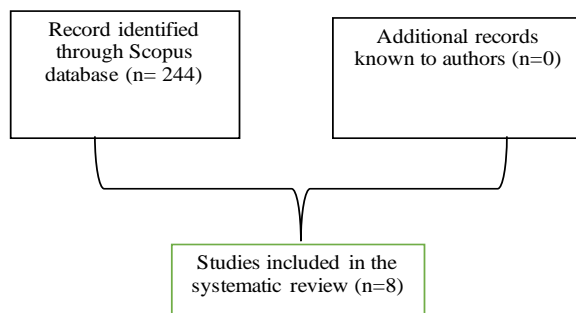 Record identified
through Scopus
database (n= 244)
Additional records
known to authors (n=0)
Studies included in the
systematic review (n=8)